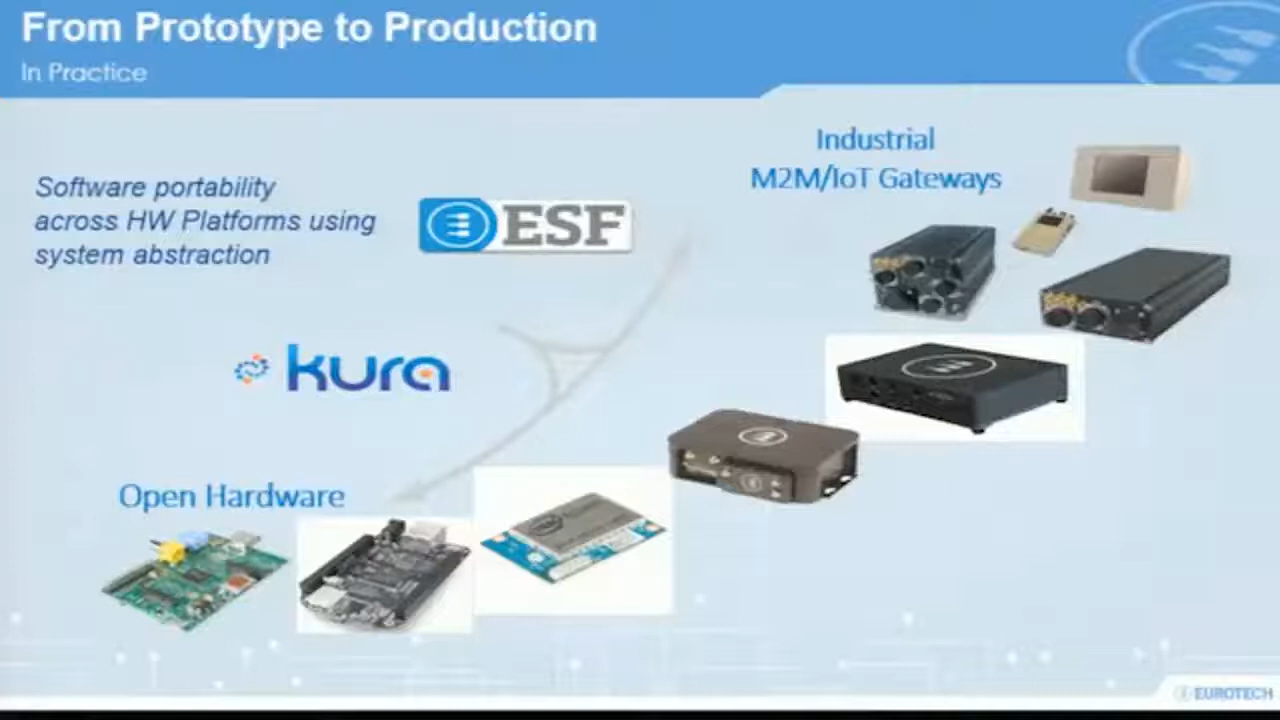 From Prototype to Production
In Practice
Industrial
M2M/IoT Gateways
Software portability
across HW Platforms using
system abstraction
ESF
kura
Open Hardware
EUROTECH